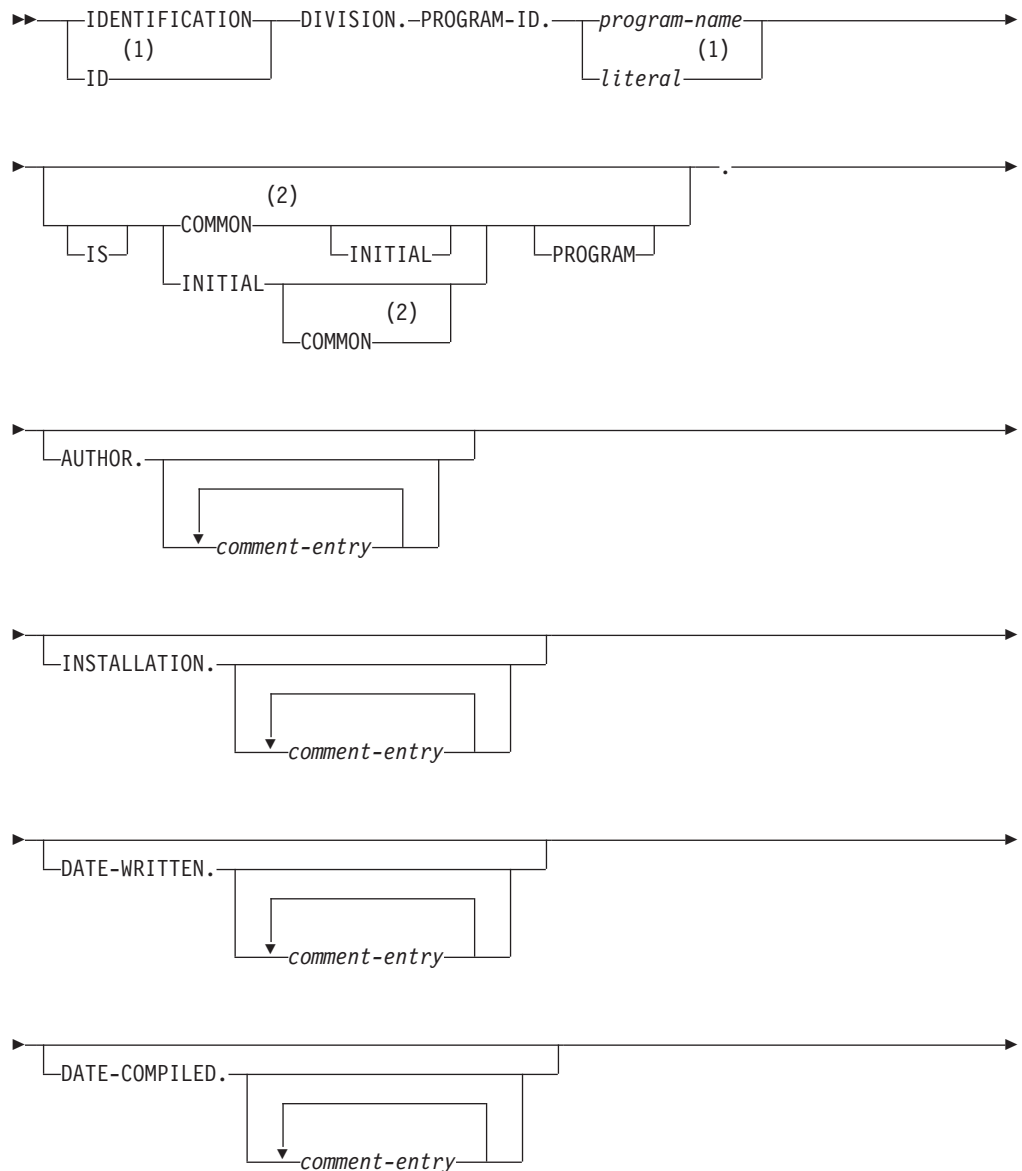 IDENTIFICATION DIVISION. PROGRAM-ID. program-name
(1) (1)
ID literal
.
(2)
COMMON
IS INITIAL PROGRAM
INITIAL
(2)
COMMON
AUTHOR.
comment-entry
INSTALLATION.
comment-entry
DATE-WRITTEN.
comment-entry
DATE-COMPILED.
comment-entry